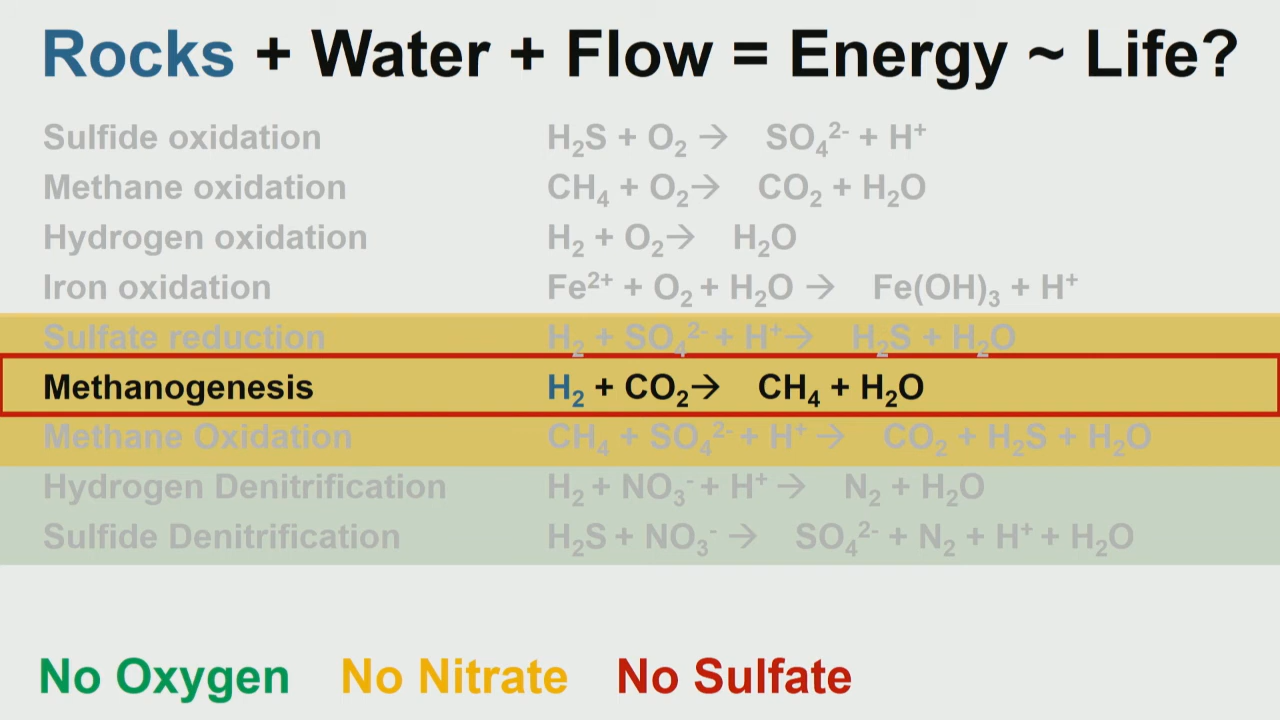 Rocks + Water + Flow = Energy ~ Life?
Sulfide oxidation H₂S + O₂ → SO₄²⁻ + H⁺
Methane oxidation CH₄ + O₂→ CO₂ + H₂O
Hydrogen oxidation H₂ + O₂→ H₂O
Iron oxidation Fe²⁺ + O₂ + H₂O → Fe(OH)₃ + H⁺
Sulfate reduction H₂ + SO₄²⁻ + H⁺→ H₂S + H₂O
Methanogenesis H₂ + CO₂→ CH₄ + H₂O
Methane Oxidation CH₄ + SO₄²⁻ + H⁺ → CO₂ + H₂S + H₂O
Hydrogen Denitrification H₂ + NO₃⁻ + H⁺ → N₂ + H₂O
Sulfide Denitrification H₂S + NO₃⁻ → SO₄²⁻ + N₂ + H⁺ + H₂O
No Oxygen No Nitrate No Sulfate